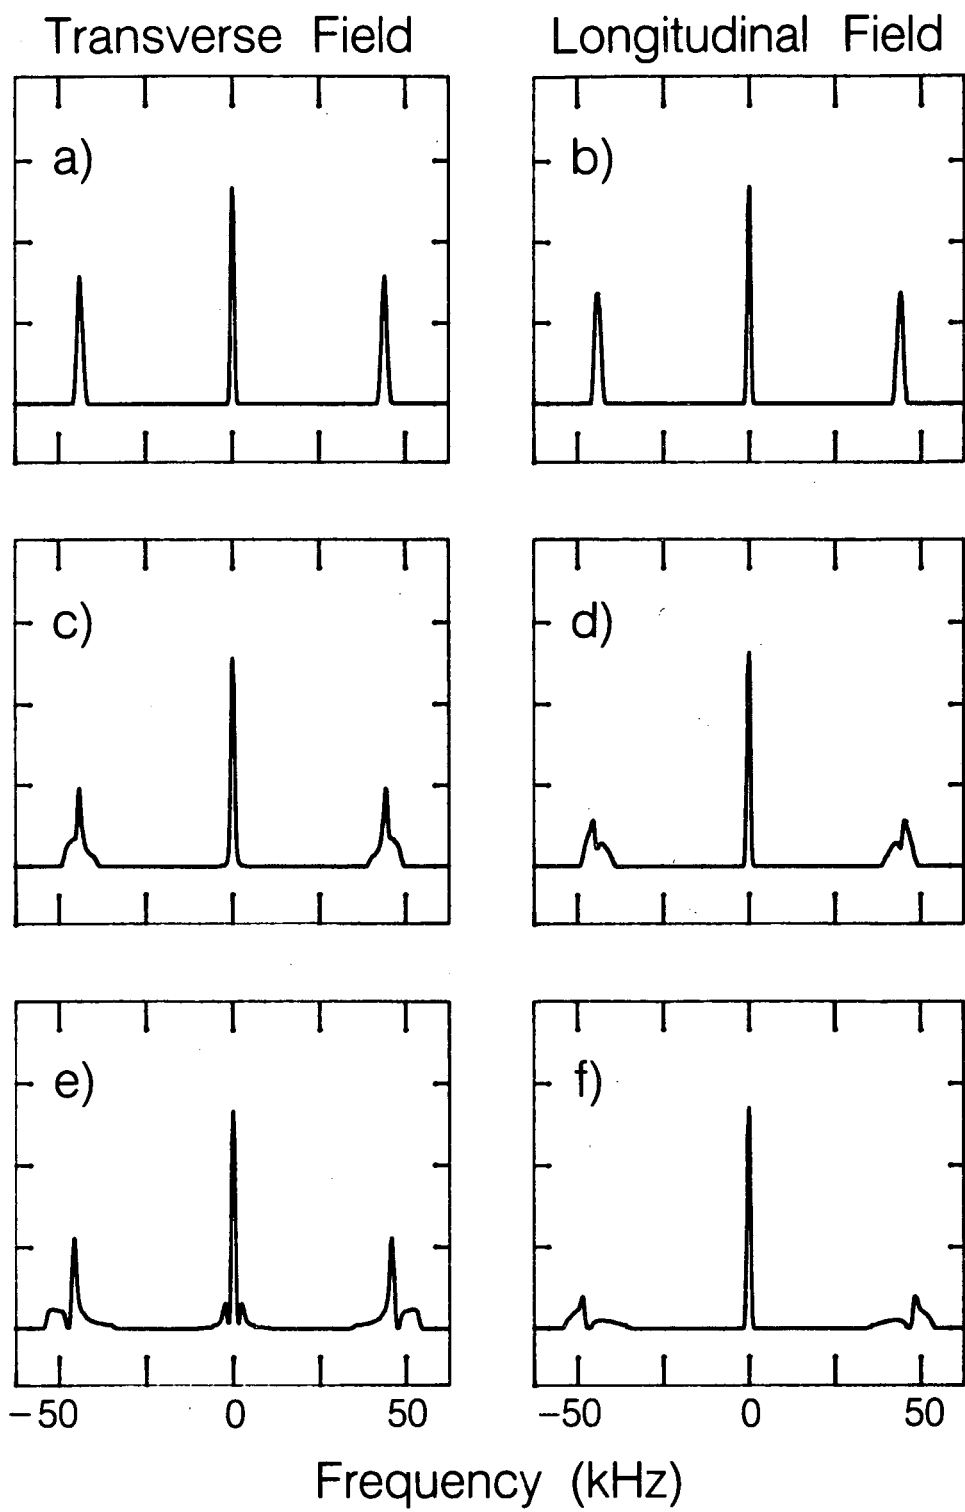 Transverse Field
Longitudinal Field
a)
b)
c)
d)
e)
f)
−50 0 50
−50 0 50
Frequency (kHz)